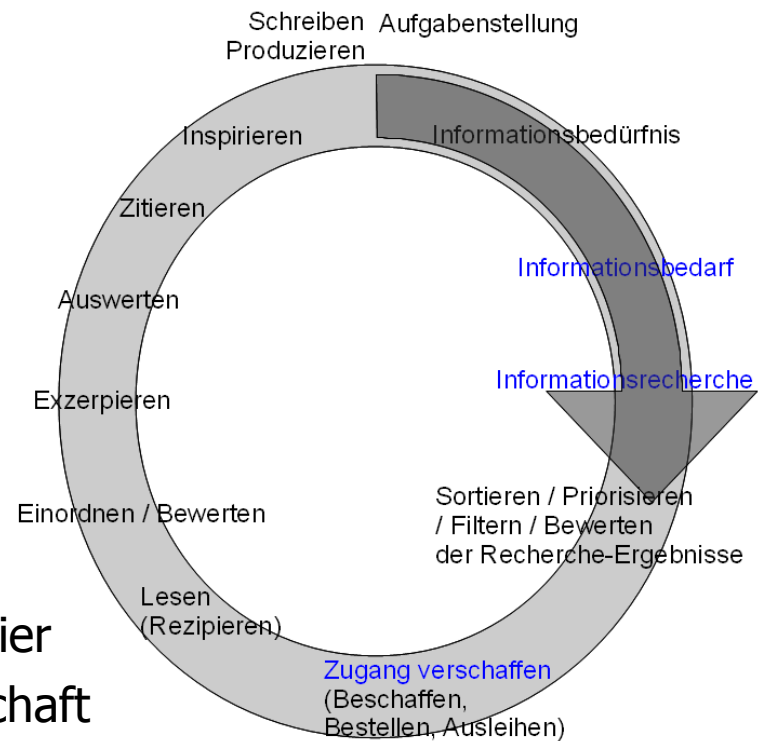 Schreiben
Produzieren
Aufgabenstellung
Informationsbedürfnis
Informationsbedarf
Informationsrecherche
Sortieren / Priorisieren
/ Filtern / Bewerten
der Recherche-Ergebnisse
Zugang verschaffen
(Beschaffen,
Bestellen, Ausleihen)
Lesen
(Rezipieren)
Einordnen / Bewerten
Exzerpieren
Auswerten
Zitieren
Inspirieren
ier
chaft